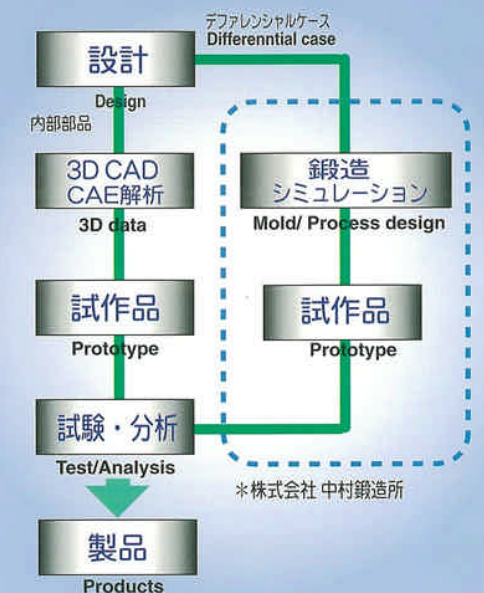 デファレンシャルケース
Differenntial case
設計
Design
内部部品
3D CAD
CAE解析
3D data
鍛造
シミュレーション
Mold/ Process design
試作品
Prototype
試作品
Prototype
試験・分析
Test/Analysis
＊株式会社 中村鍛造所
製品
Products